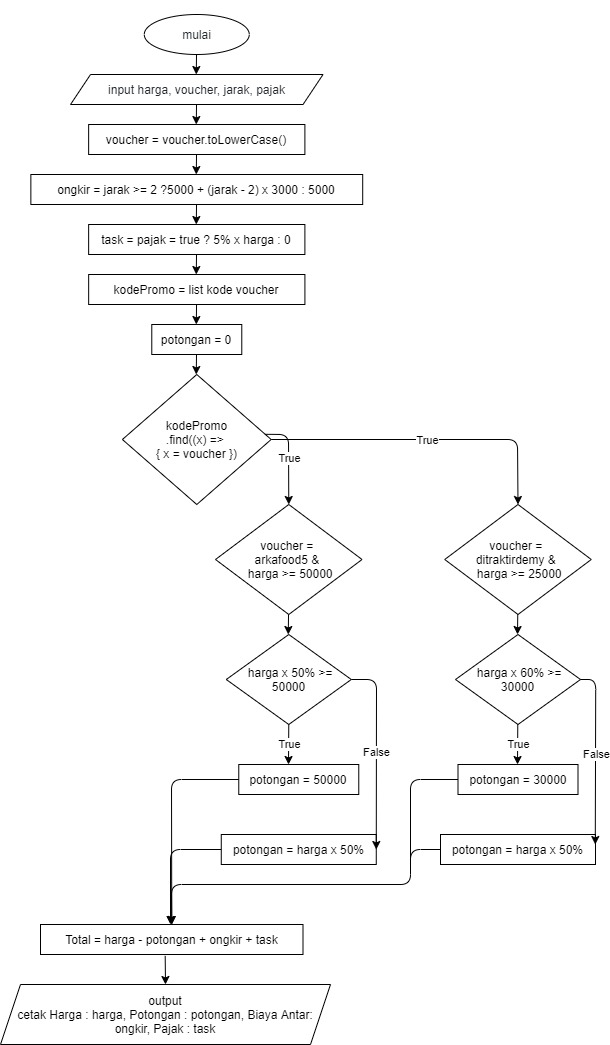 mulai
input harga, voucher, jarak, pajak
voucher = voucher.toLowerCase()
ongkir = jarak >= 2 ?5000 + (jarak - 2) x 3000 : 5000
task = pajak = true ? 5% x harga : 0
kodePromo = list kode voucher
potongan = 0
kodePromo
.find((x) =>
{ x = voucher })
True
True
voucher =
arkafood5 &
harga >= 50000
voucher =
ditraktirdemy &
harga >= 25000
harga x 50% >=
50000
harga x 60% >=
30000
True
False
True
False
potongan = 50000
potongan = 30000
potongan = harga x 50%
potongan = harga x 50%
Total = harga - potongan + ongkir + task
output
cetak Harga : harga, Potongan : potongan, Biaya Antar:
ongkir, Pajak : task